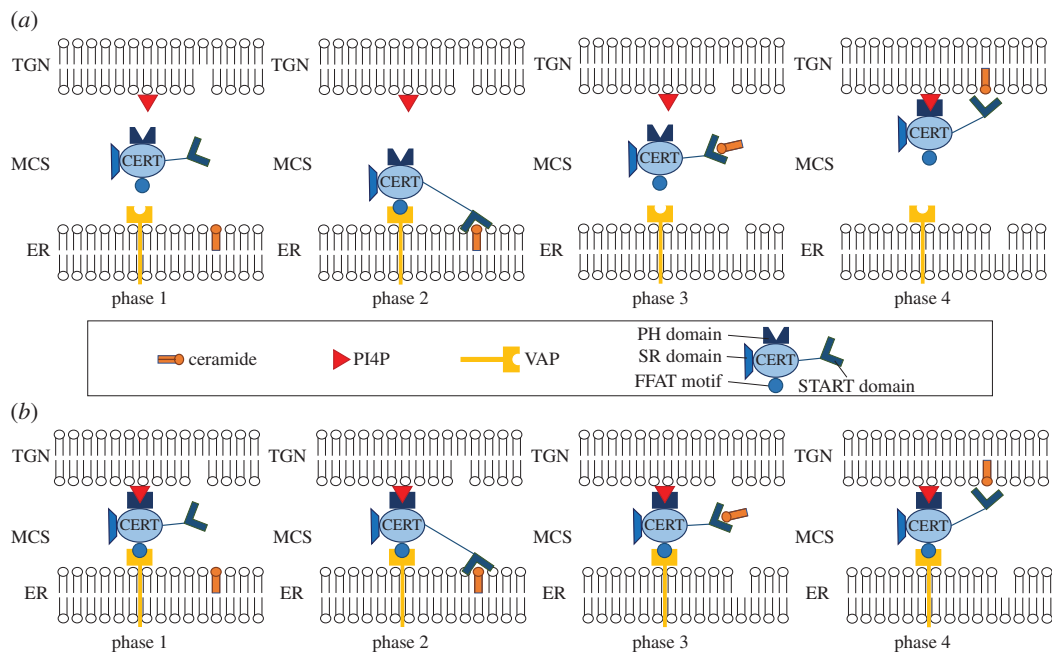 (a)
TGN TGN TGN TGN
CERT CERT CERT CERT
MCS MCS MCS MCS
ER ER ER ER
phase 1 phase 2 phase 3 phase 4
PH domain
ceramide PI4P VAP SR domain CERT
FFAT motif START domain
(b)
TGN TGN TGN TGN
CERT CERT CERT CERT
MCS MCS MCS MCS
ER ER ER ER
phase 1 phase 2 phase 3 phase 4